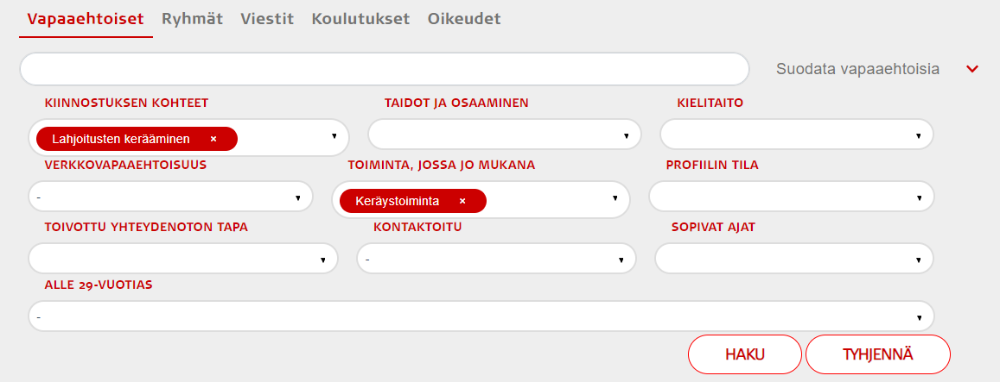 Vapaaehtoiset Ryhmät Viestit Koulutukset Oikeudet
Suodata vapaaehtoisia
KIINNOSTUKSEN KOHTEET TAIDOT JA OSAAMINEN KIELITAITO
Lahjoitusten kerääminen ×
VERKKOVAPAAEHTOISUUS TOIMINTA, JOSSA JO MUKANA PROFIILIN TILA
- Keräystoiminta ×
TOIVOTTU YHTEYDENOTON TAPA KONTAKTOITU SOPIVAT AJAT
-
ALLE 29-VUOTIAS
-
HAKU TYHJENNÄ